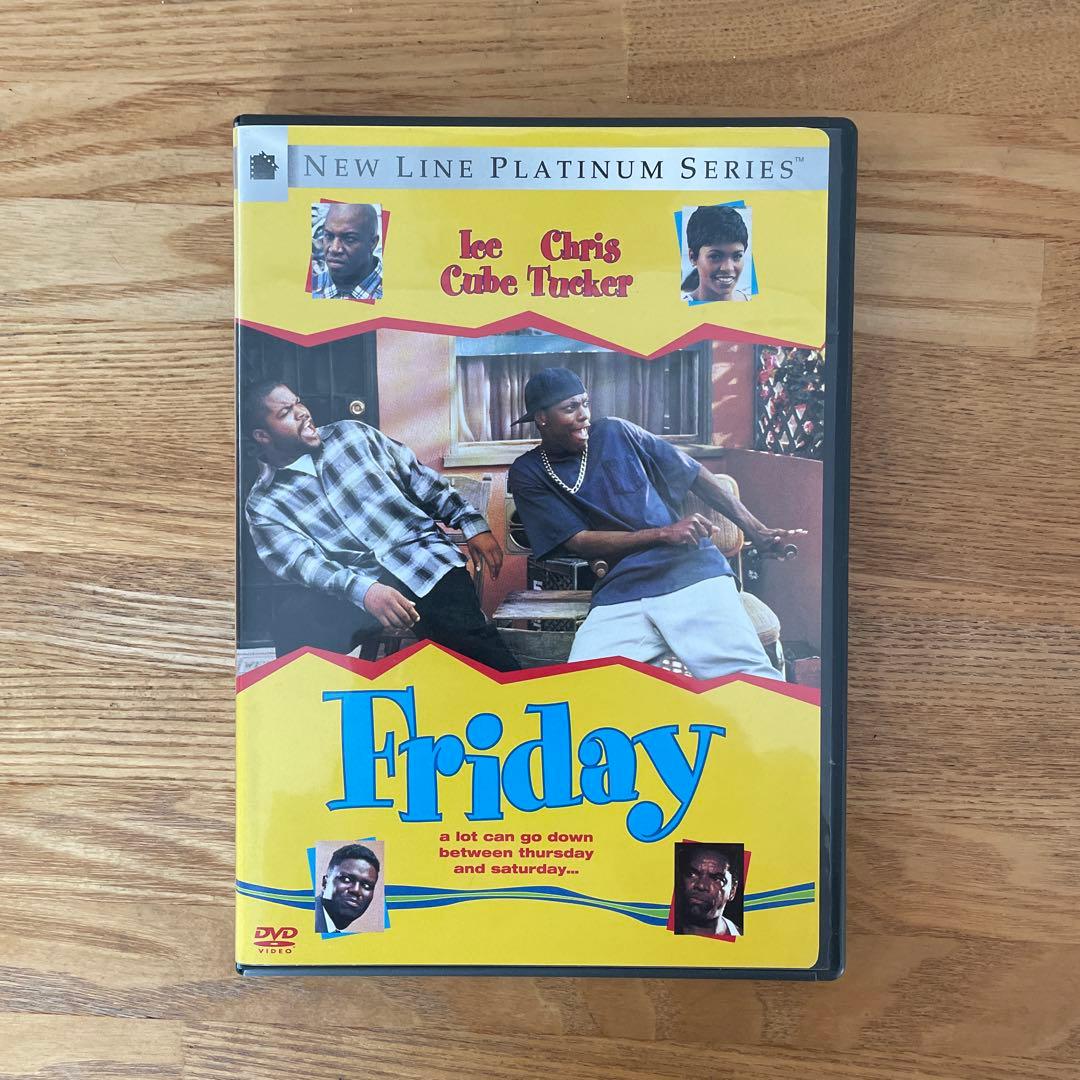 NEW LINE PLATINUM SERIES™
Ice Chris
Cube Tucker
Friday
a lot can go down
between thursday
and saturday...
DVD
VIDEO